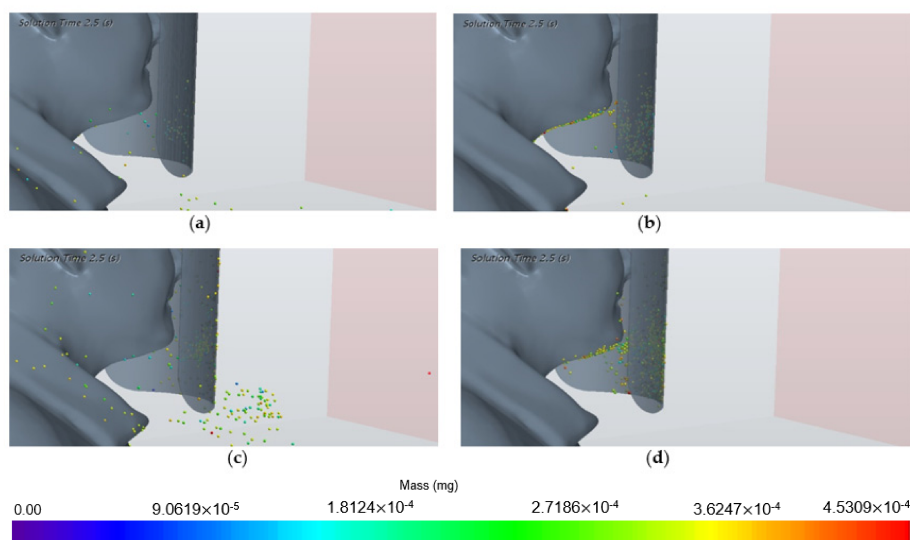 Solution Time 2.5 (s)
Solution Time 2.5 (s)
(a)
(b)
Solution Time 2.5 (s)
Solution Time 2.5 (s)
(c)
(d)
Mass (mg)
0.00 9.0619×10⁻⁵ 1.8124×10⁻⁴ 2.7186×10⁻⁴ 3.6247×10⁻⁴ 4.5309×10⁻⁴